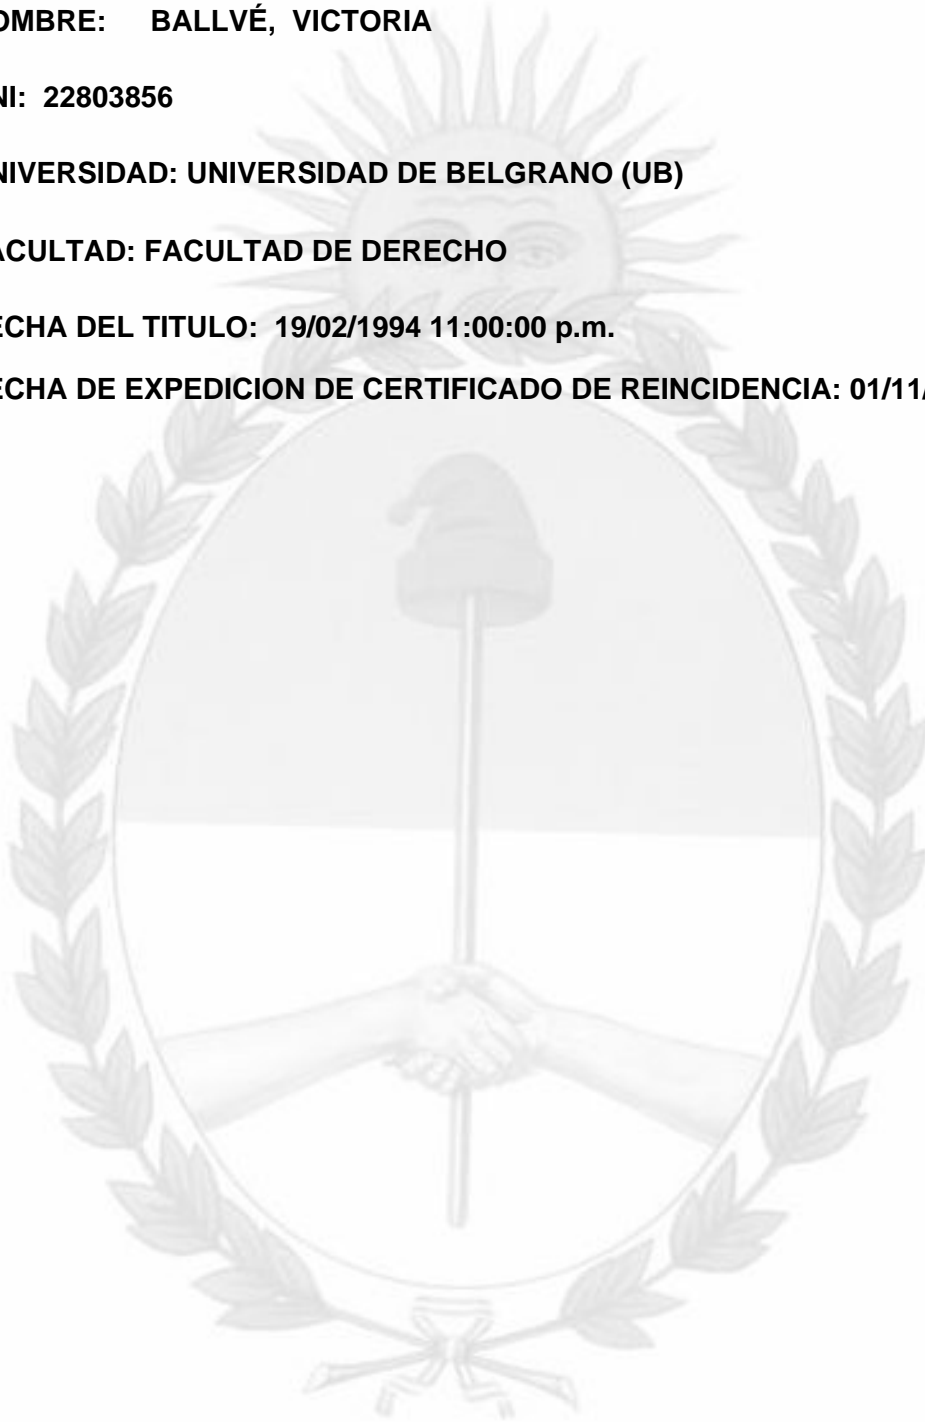 OMBRE: BALLVÉ, VICTORIA
NI: 22803856
NIVERSIDAD: UNIVERSIDAD DE BELGRANO (UB)
ACULTAD: FACULTAD DE DERECHO
ECHA DEL TITULO: 19/02/1994 11:00:00 p.m.
ECHA DE EXPEDICION DE CERTIFICADO DE REINCIDENCIA: 01/11/